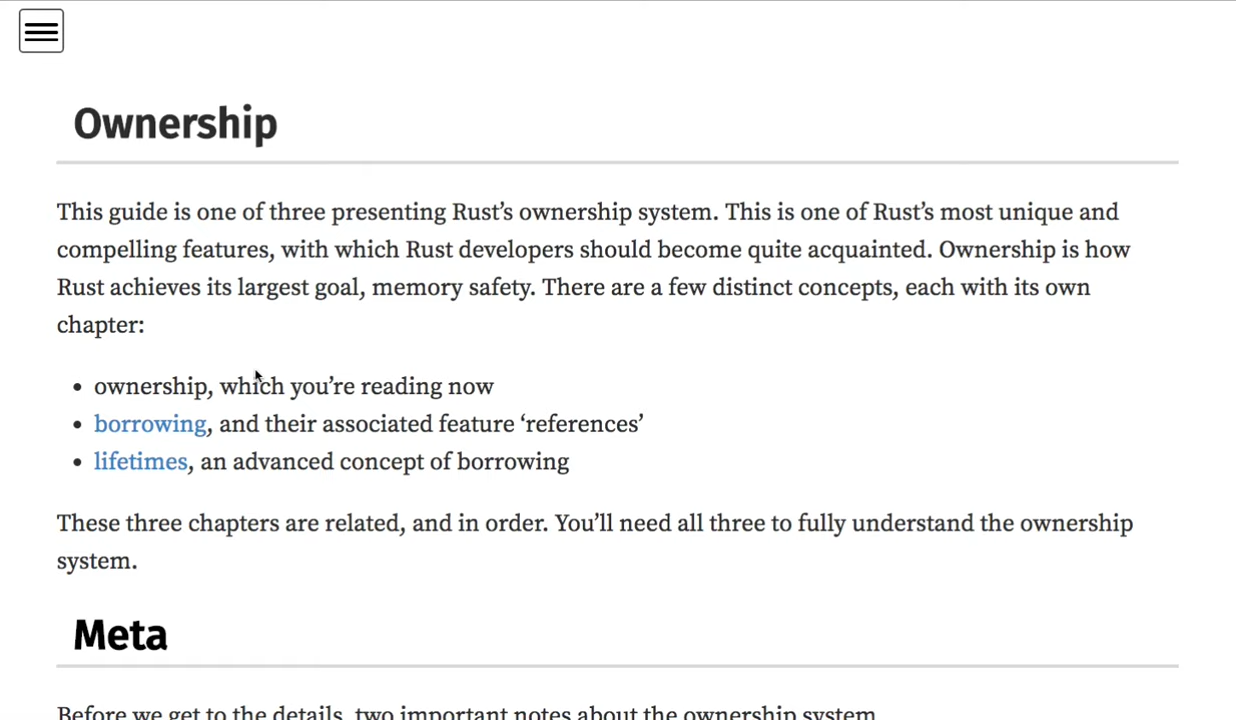 Ownership
This guide is one of three presenting Rust’s ownership system. This is one of Rust’s most unique and
compelling features, with which Rust developers should become quite acquainted. Ownership is how
Rust achieves its largest goal, memory safety. There are a few distinct concepts, each with its own
chapter:
• ownership, which you’re reading now
• borrowing, and their associated feature ‘references’
• lifetimes, an advanced concept of borrowing
These three chapters are related, and in order. You’ll need all three to fully understand the ownership
system.
Meta
Before we get to the details, two important notes about the ownership system.